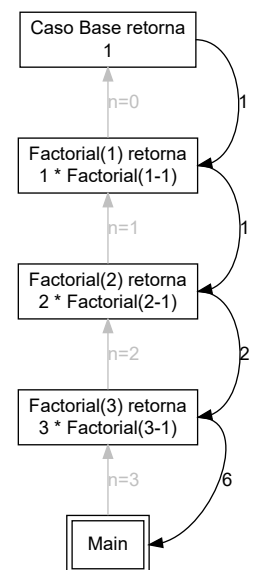 Caso Base retorna
1
n=0
1
Factorial(1) retorna
1 * Factorial(1-1)
n=1
1
Factorial(2) retorna
2 * Factorial(2-1)
n=2
2
Factorial(3) retorna
3 * Factorial(3-1)
n=3
6
Main